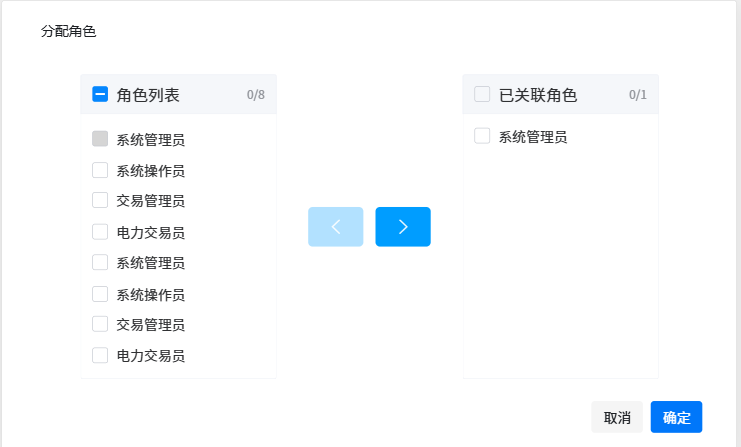 分配角色
角色列表 0/8
系统管理员
系统操作员
交易管理员
电力交易员
系统管理员
系统操作员
交易管理员
电力交易员
已关联角色 0/1
系统管理员
取消
确定